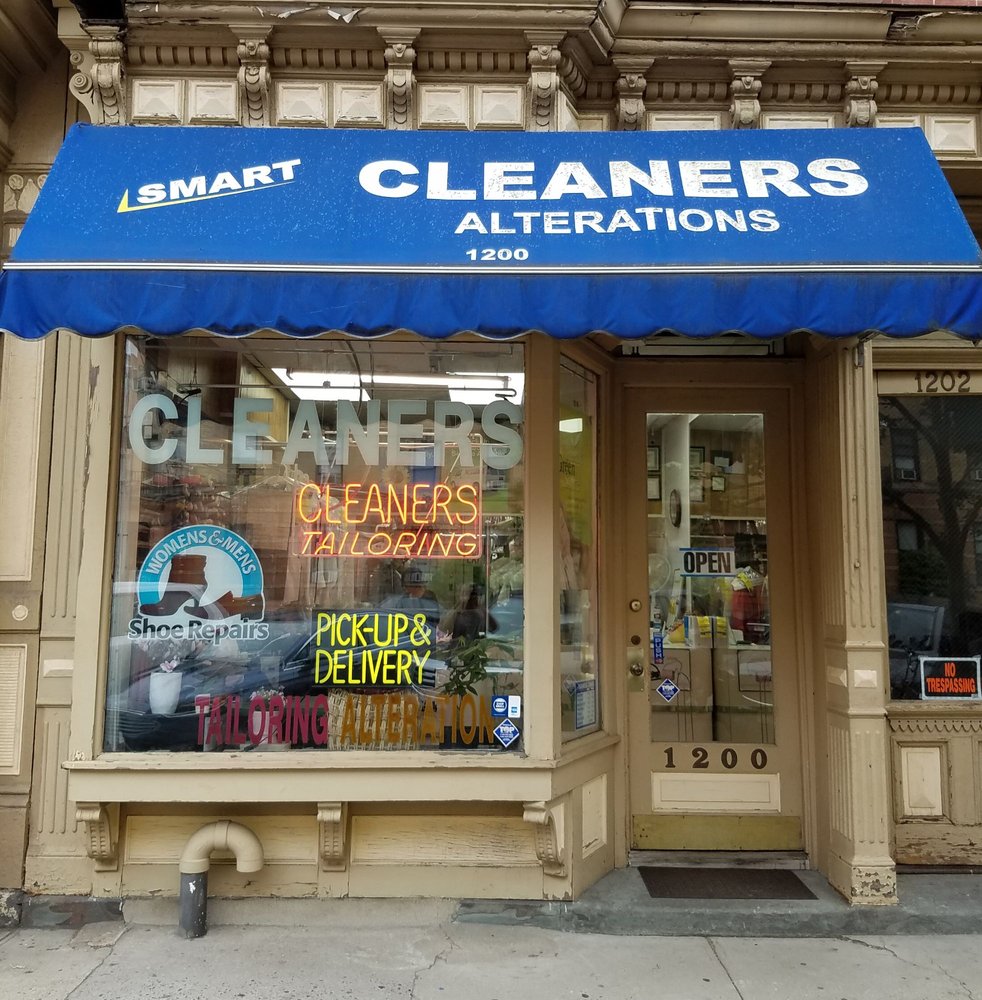 SMART
CLEANERS
ALTERATIONS
1200
CLEANERS
CLEANERS
TAILORING
WOMENS & MENS
Shoe Repairs
PICK-UP &
DELIVERY
TAILORING ALTERATION
OPEN
1200
1202
NO
TRESPASSING